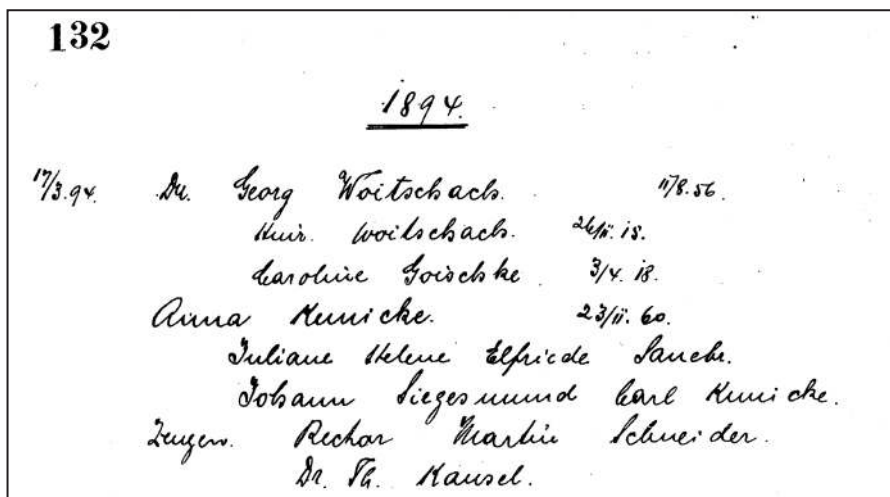 132
1894.
17/3.94. Dr. Georg Woitschach. 11/8.56.
Heinr. Woitschach. 26/11.18.
Caroline Goischke 3/4.18.
Anna Kunicke. 23/11.60.
Juliane Helene Elfriede
Johann Siegesmund Carl Kunicke.
Zeugen. Martin Schneider.
Dr. Th. Kausel.